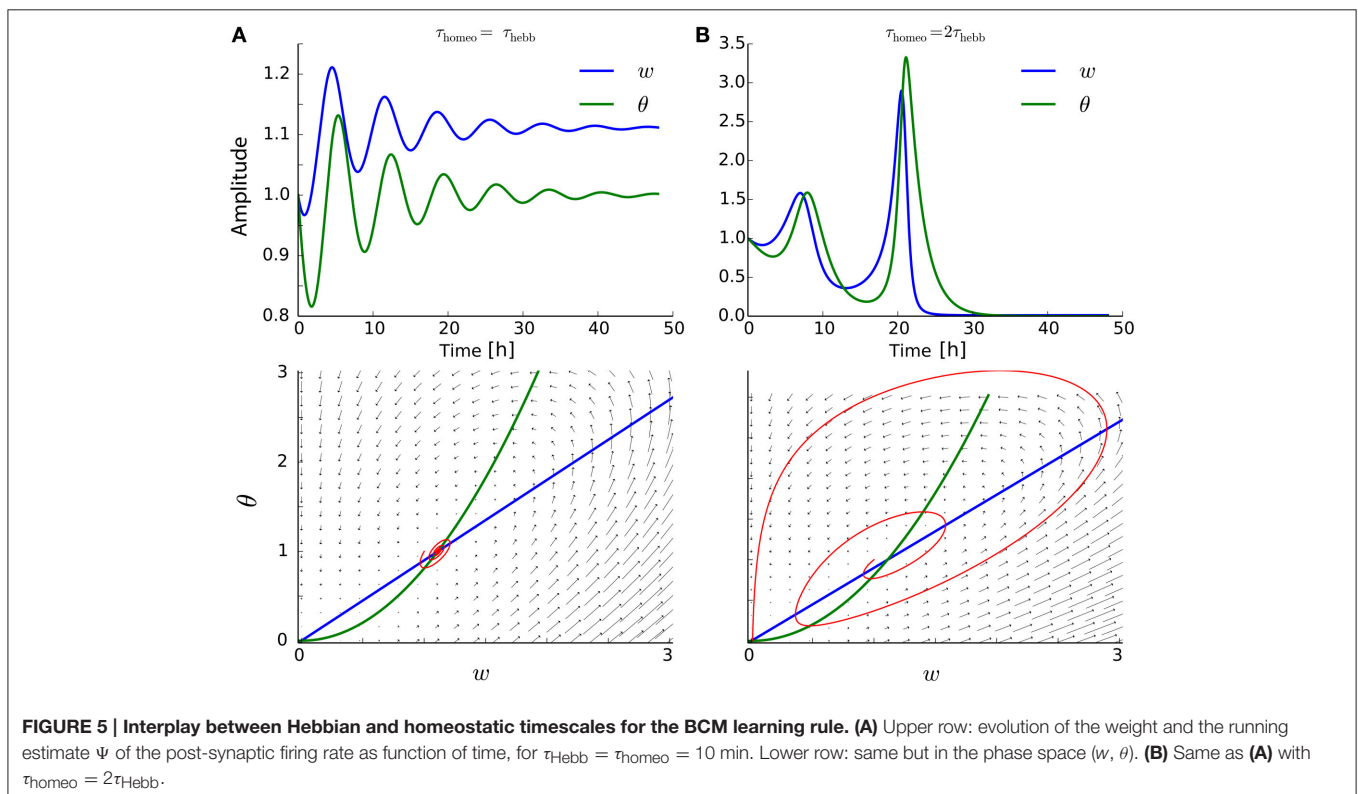 A
τhomeo = τhebb
w
θ
Amplitude
1.2
1.1
1.0
0.9
0.8
0 10 20 30 40 50
Time [h]
B
τhomeo = 2τhebb
w
θ
3.5
3.0
2.5
2.0
1.5
1.0
0.5
0.0
0 10 20 30 40 50
Time [h]
θ
3
2
1
0
0 3
w
0 3
w
FIGURE 5 | Interplay between Hebbian and homeostatic timescales for the BCM learning rule. (A) Upper row: evolution of the weight and the running
estimate Ψ of the post-synaptic firing rate as function of time, for τHebb = τhomeo = 10 min. Lower row: same but in the phase space (w, θ). (B) Same as (A) with
τhomeo = 2τHebb.